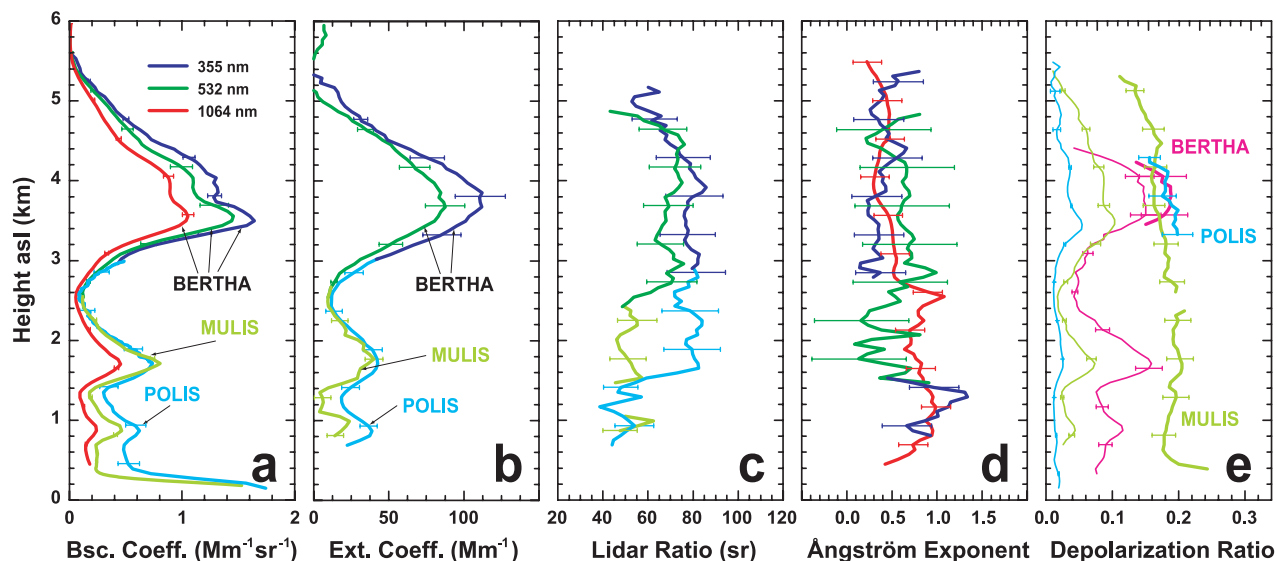 Height asl (km)
6
5
4
3
2
1
0
355 nm
532 nm
1064 nm
BERTHA
MULIS
POLIS
a
0 1 2
Bsc. Coeff. (Mm⁻¹sr⁻¹)
BERTHA
MULIS
POLIS
b
0 50 100
Ext. Coeff. (Mm⁻¹)
c
20 40 60 80 100 120
Lidar Ratio (sr)
d
0.0 0.5 1.0 1.5
Ångström Exponent
BERTHA
POLIS
MULIS
e
0.0 0.1 0.2 0.3
Depolarization Ratio